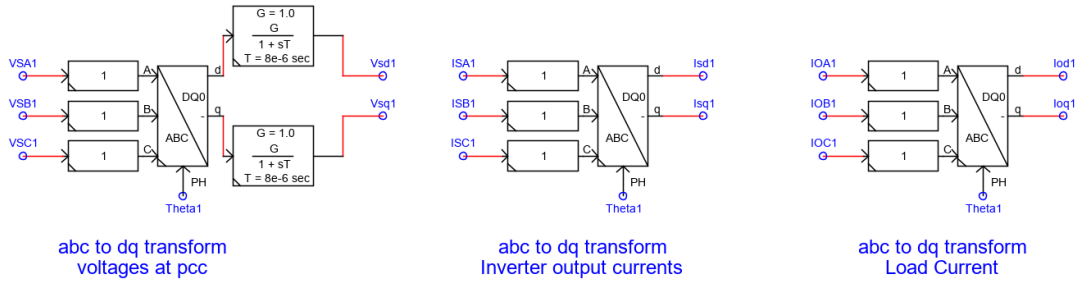 G = 1.0
G
1 + sT
T = 8e-6 sec
VSA1
1
A
d
Vsd1
VSB1
1
B
DQ0
-
q
Vsq1
VSC1
1
C
ABC
G = 1.0
G
1 + sT
T = 8e-6 sec
PH
Theta1
abc to dq transform
voltages at pcc
ISA1
1
A
d
Isd1
ISB1
1
B
DQ0
-
q
Isq1
ISC1
1
C
ABC
PH
Theta1
abc to dq transform
Inverter output currents
IOA1
1
A
d
Iod1
IOB1
1
B
DQ0
-
q
Ioq1
IOC1
1
C
ABC
PH
Theta1
abc to dq transform
Load Current